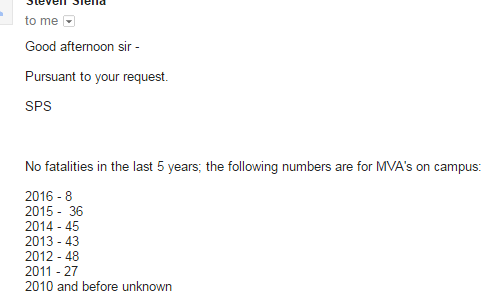 Steven Siena
to me
Good afternoon sir -
Pursuant to your request.
SPS
No fatalities in the last 5 years; the following numbers are for MVA's on campus:
2016 - 8
2015 - 36
2014 - 45
2013 - 43
2012 - 48
2011 - 27
2010 and before unknown